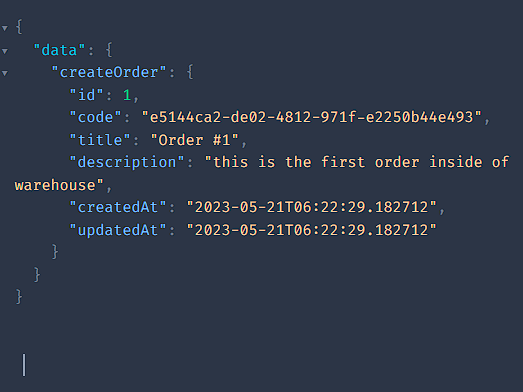 {
"data": {
"createOrder": {
"id": 1,
"code": "e5144ca2-de02-4812-971f-e2250b44e493",
"title": "Order #1",
"description": "this is the first order inside of
warehouse",
"createdAt": "2023-05-21T06:22:29.182712",
"updatedAt": "2023-05-21T06:22:29.182712"
}
}
}